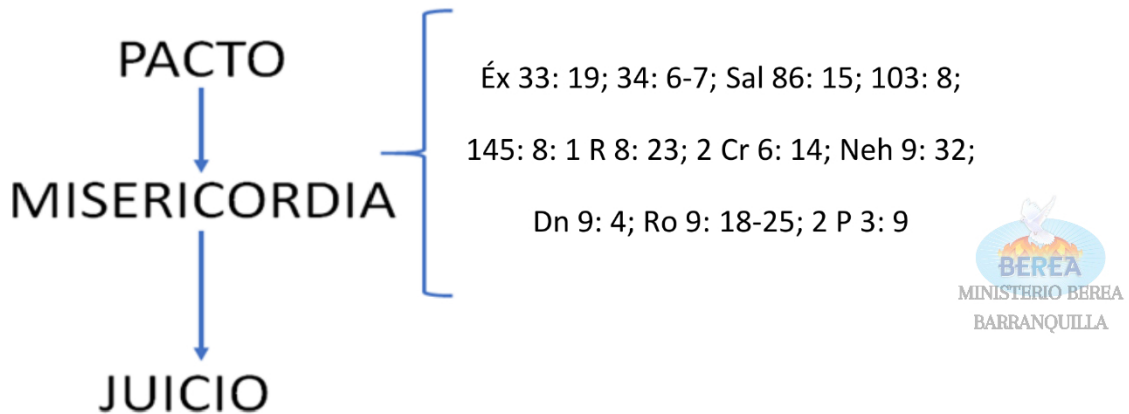 PACTO
MISERICORDIA
JUICIO
Éx 33: 19; 34: 6-7; Sal 86: 15; 103: 8;
145: 8: 1 R 8: 23; 2 Cr 6: 14; Neh 9: 32;
Dn 9: 4; Ro 9: 18-25; 2 P 3: 9
BEREA
MINISTERIO BEREA
BARRANQUILLA